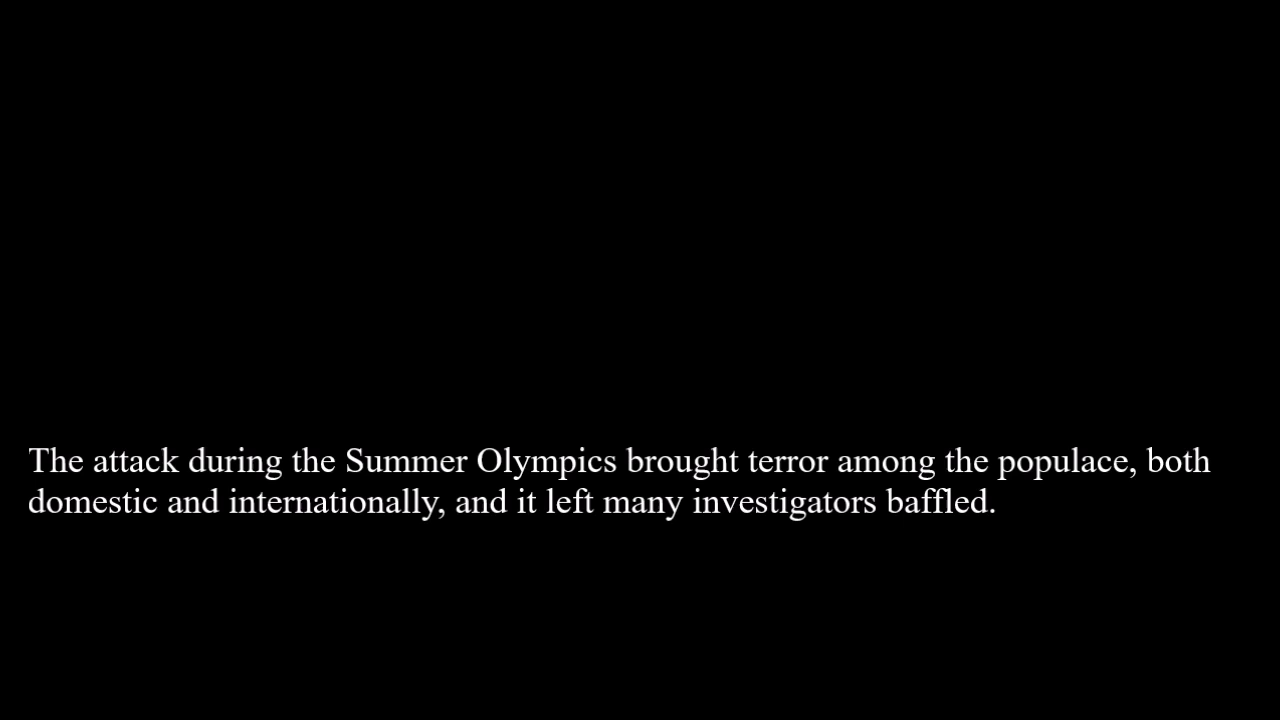 The attack during the Summer Olympics brought terror among the populace, both
domestic and internationally, and it left many investigators baffled.